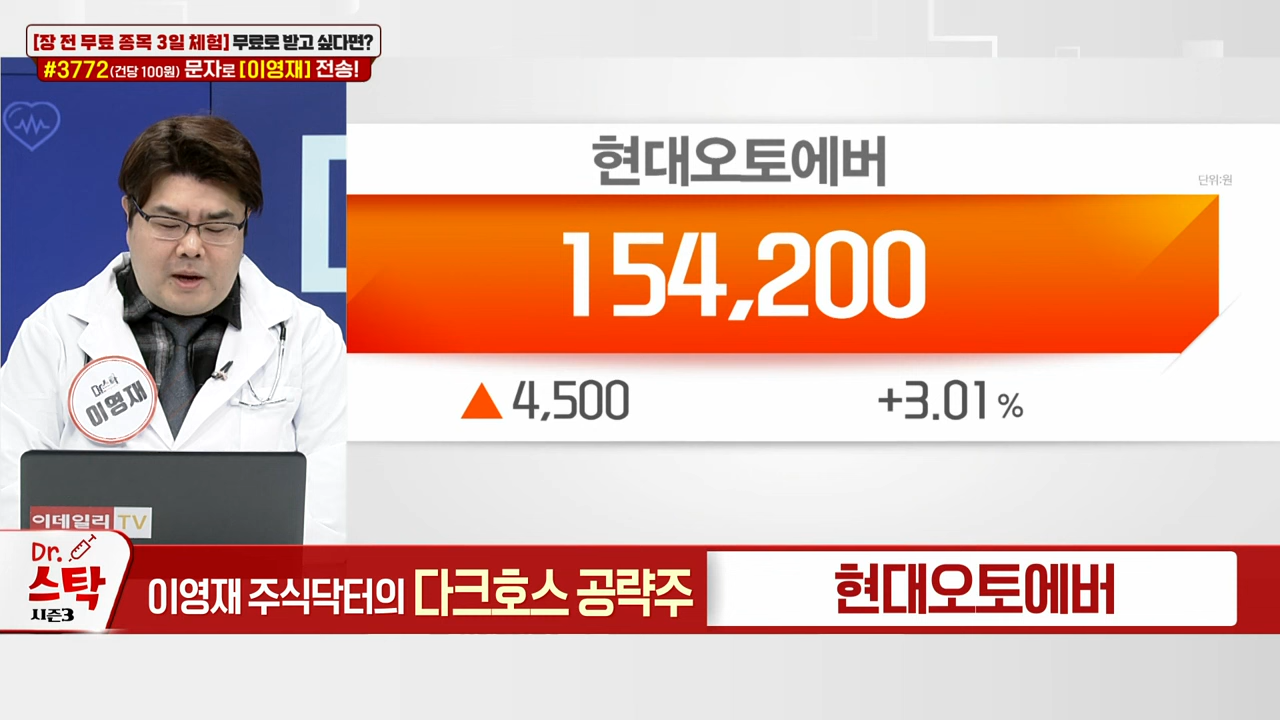 [장 전 무료 종목 3일 체험] 무료로 받고 싶다면?
#3772(건당 100원) 문자로 [이영재] 전송!
현대오토에버
단위:원
154,200
▲ 4,500 +3.01 %
Dr.스탁
이영재
이데일리 TV
Dr.
스탁
시즌3
이영재 주식닥터의 다크호스 공략주
현대오토에버